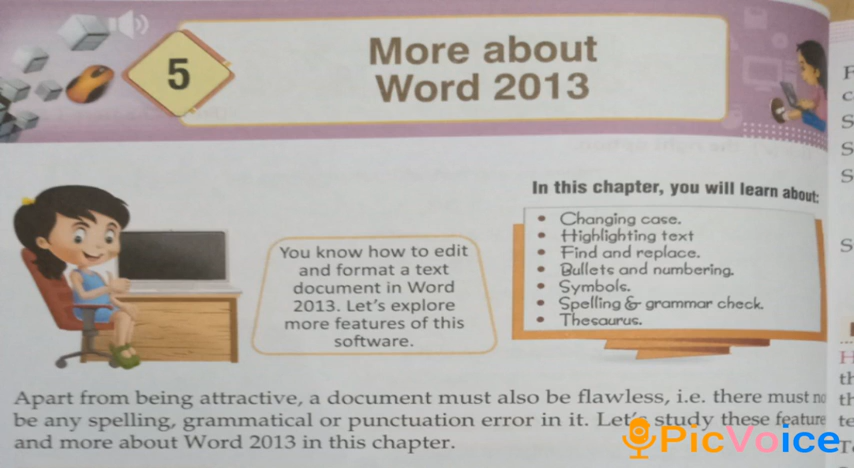 5
More about
Word 2013
In this chapter, you will learn about:
• Changing case.
• Highlighting text
• Find and replace.
• Bullets and numbering.
• Symbols.
• Spelling & grammar check.
• Thesaurus.
You know how to edit
and format a text
document in Word
2013. Let's explore
more features of this
software.
Apart from being attractive, a document must also be flawless, i.e. there must no
be any spelling, grammatical or punctuation error in it. Let's study these feature
and more about Word 2013 in this chapter.
PicVoice